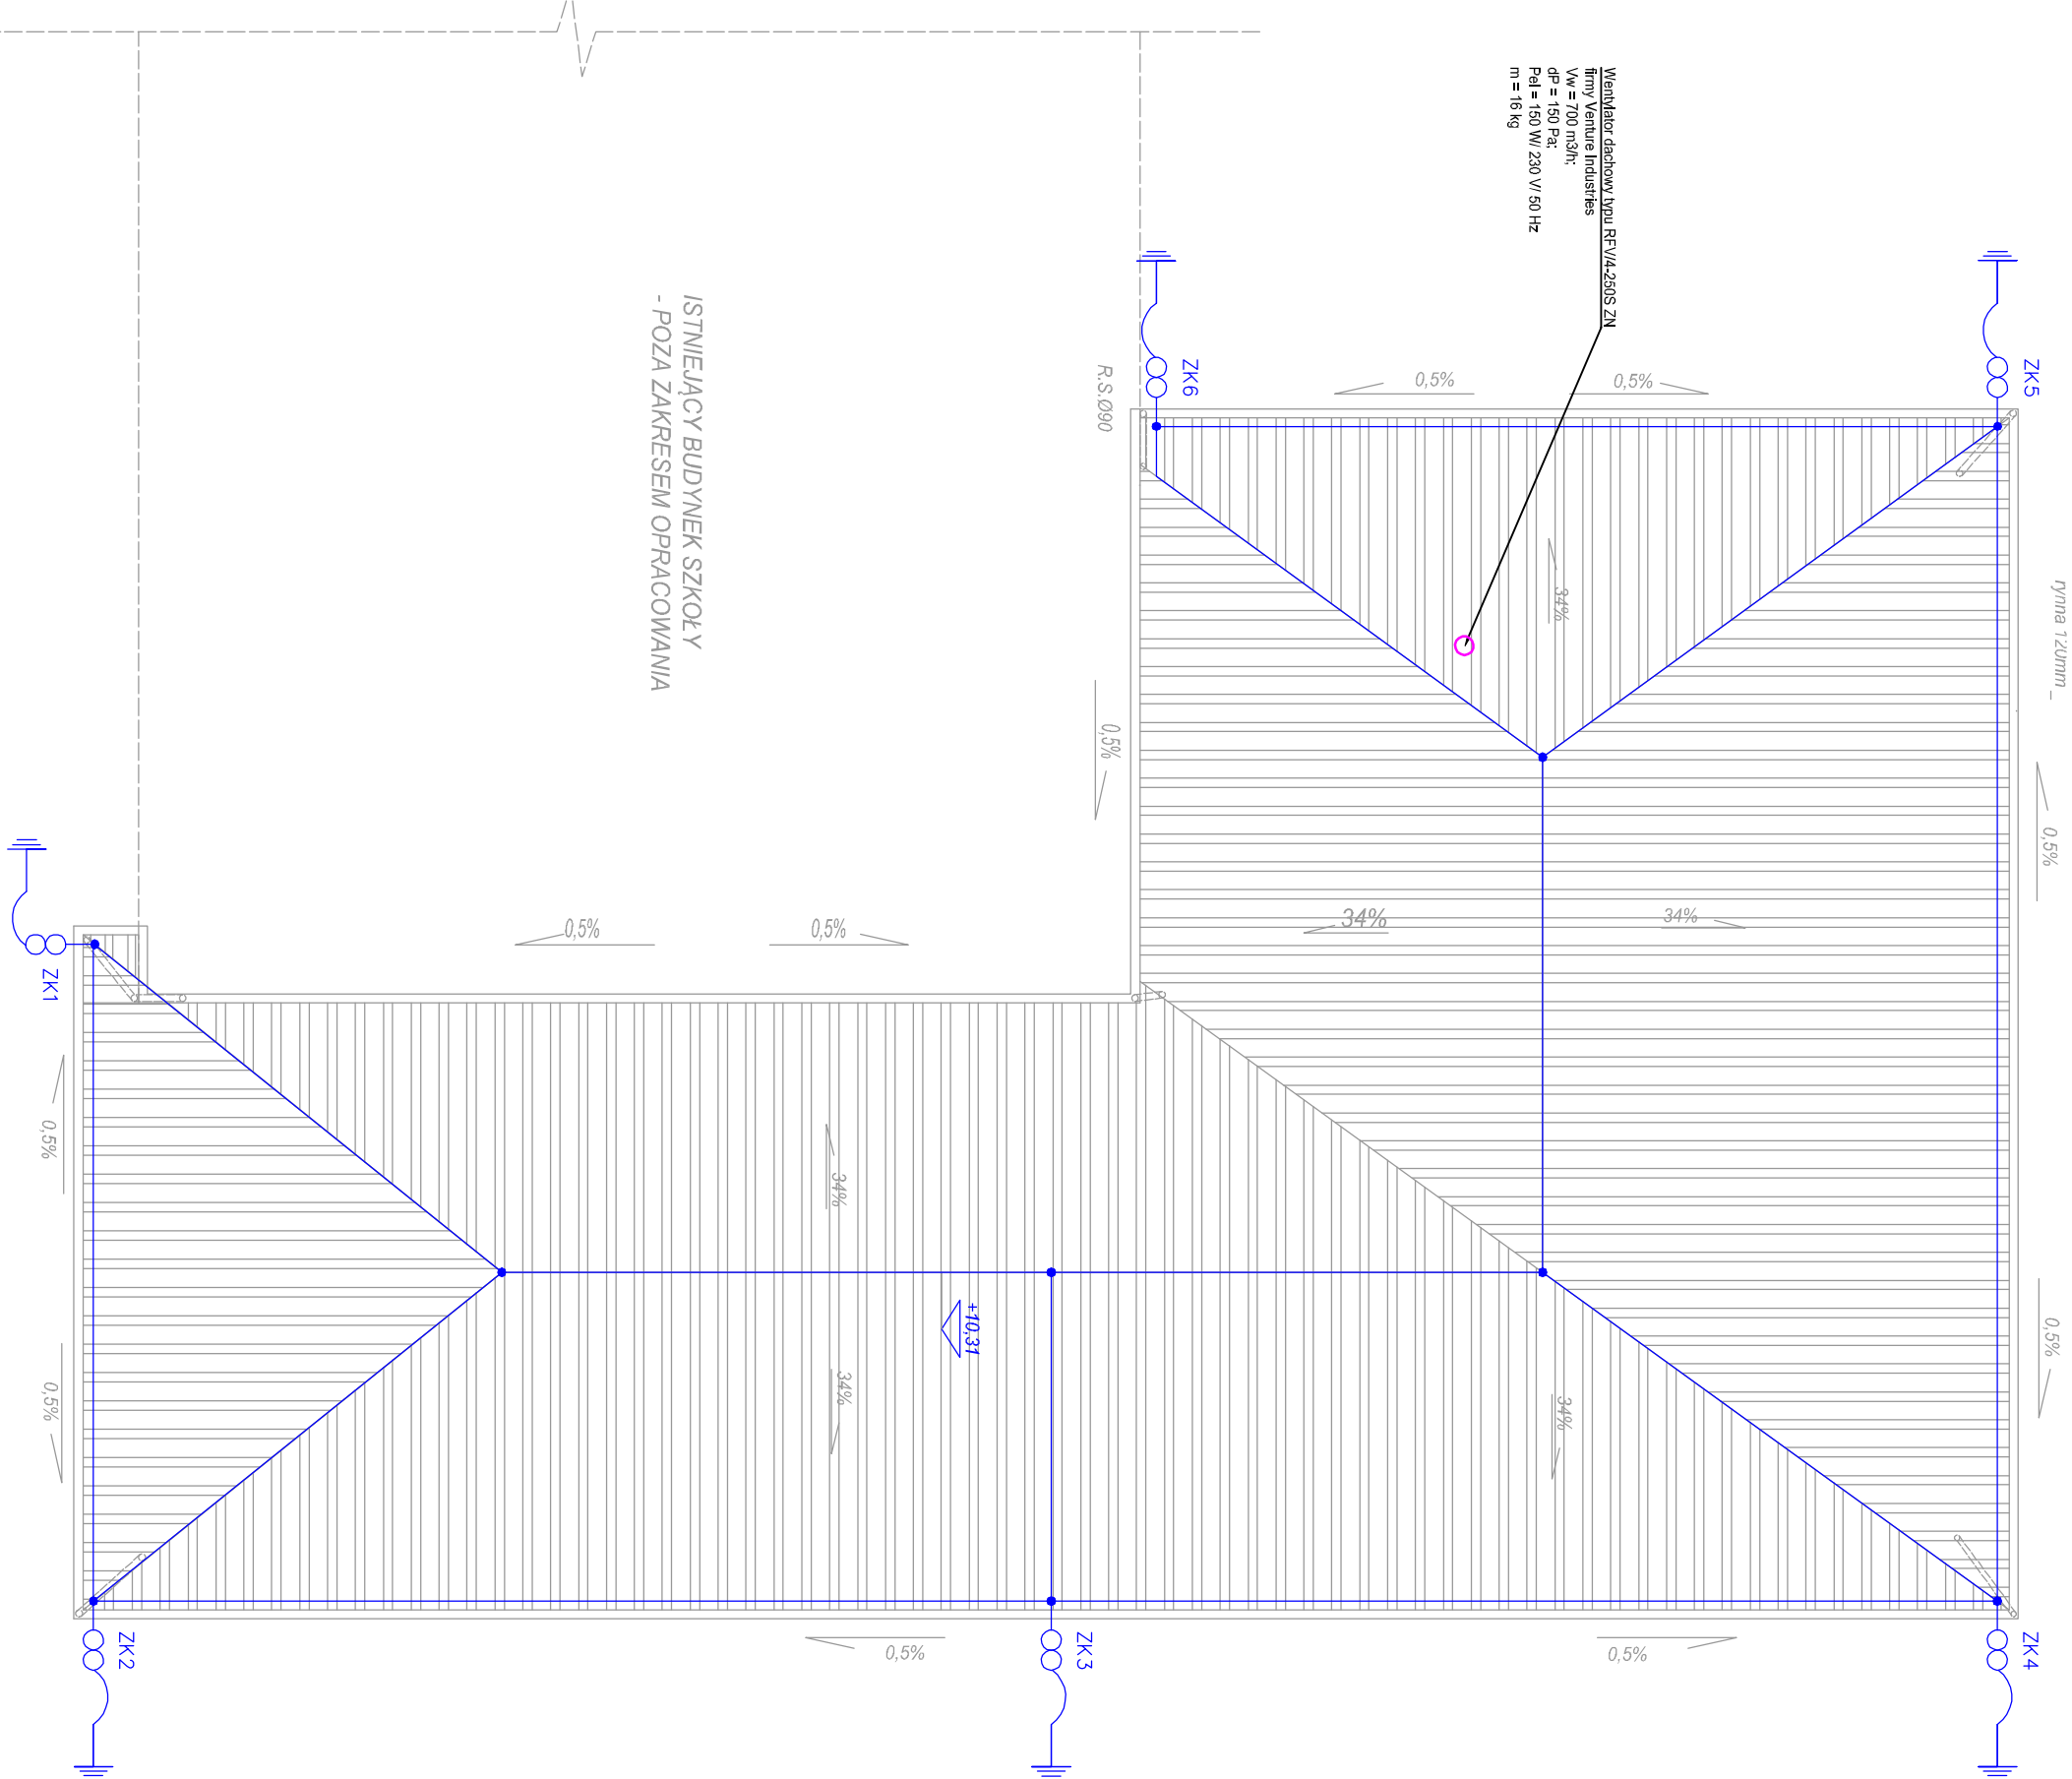 Wentylator dachowy typu RFV/4-250S ZN
firmy Venture Industries
Vw = 700 m3/h;
dP = 150 Pa;
Pel = 150 W/ 230 V/ 50 Hz
m = 16 kg
ISTNIEJĄCY BUDYNEK SZKOŁY
- POZA ZAKRESEM OPRACOWANIA
R.S.Ø90
ZK6
ZK5
0,5%
0,5%
rynna 120mm
34%
0,5%
0,5%
34%
34%
0,5%
0,5%
ZK1
0,5%
34%
+10,31
0,5%
0,5%
34%
34%
ZK2
0,5%
ZK3
0,5%
ZK4